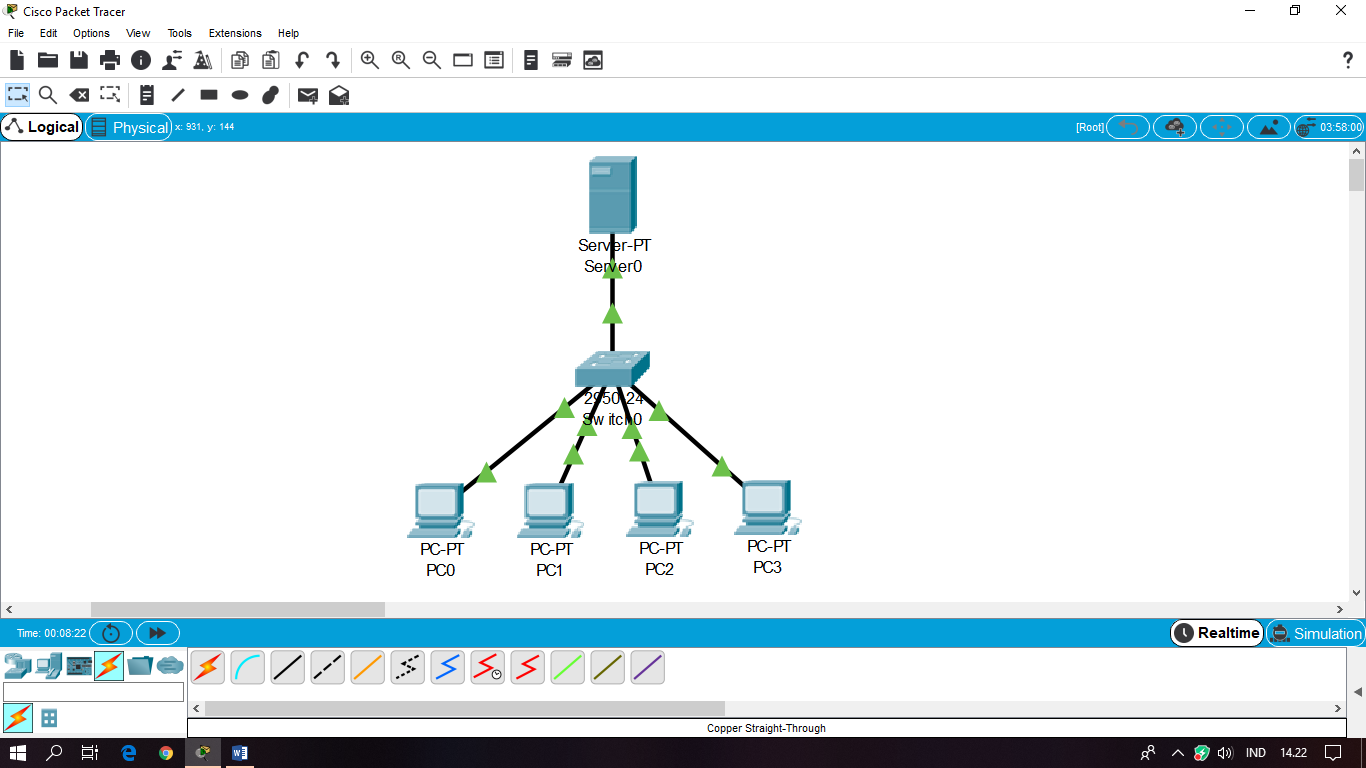 Cisco Packet Tracer
File Edit Options View Tools Extensions Help
Logical Physical x: 931, y: 144 [Root] 03:58:00
Server-PT
Server0
2950-24
Switch0
PC-PT PC-PT PC-PT PC-PT
PC0 PC1 PC2 PC3
Time: 00:08:22 Realtime Simulation
Copper Straight-Through
IND 14.22